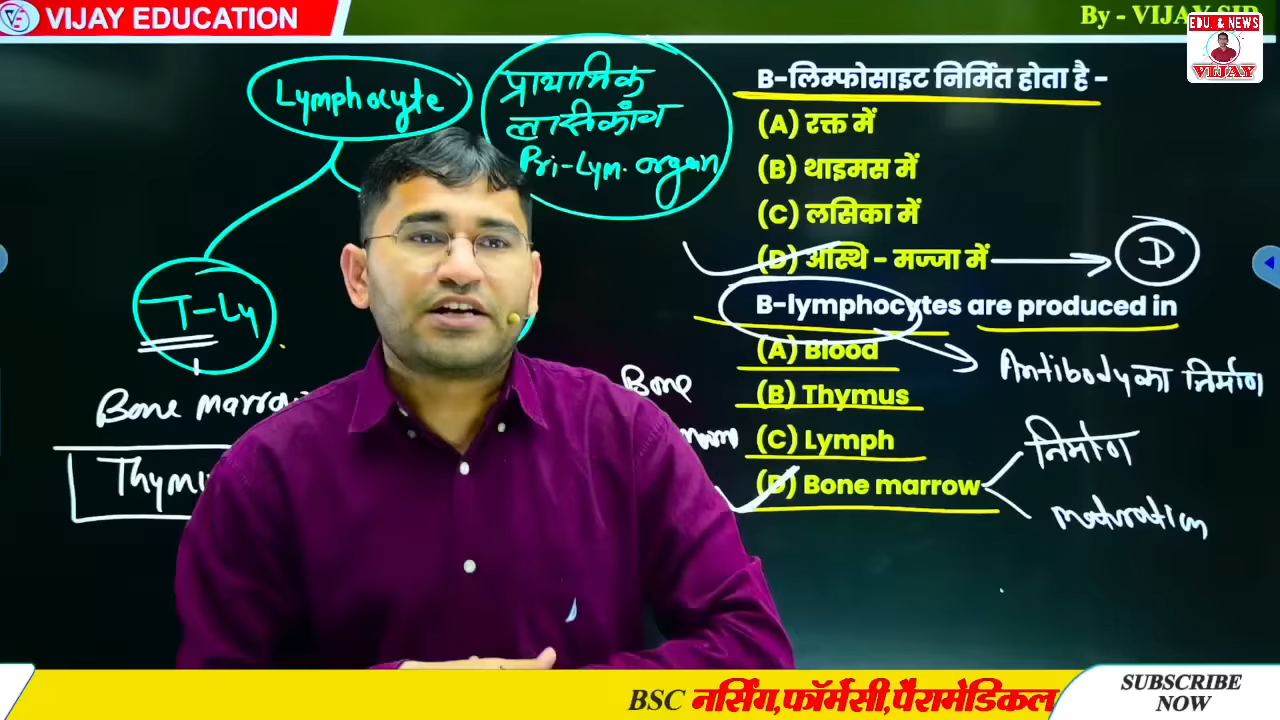 VIJAY EDUCATION
By - VIJAY SIR
EDU. & NEWS
VIJAY
Lymphocyte
प्राथमिक
लासिकांग
Pri-Lym. organ
T-Ly
Bone marrow
Thymu
Bone
B-लिम्फोसाइट निर्मित होता है -
(A) रक्त में
(B) थाइमस में
(C) लसिका में
(D) अस्थि - मज्जा में
D
B-lymphocytes are produced in
(A) Blood
(B) Thymus
(C) Lymph
(D) Bone marrow
Antibody का निर्माण
निर्माण
maturation
BSC नर्सिंग,फॉर्मेसी,पैरामेडिकल
SUBSCRIBE
NOW